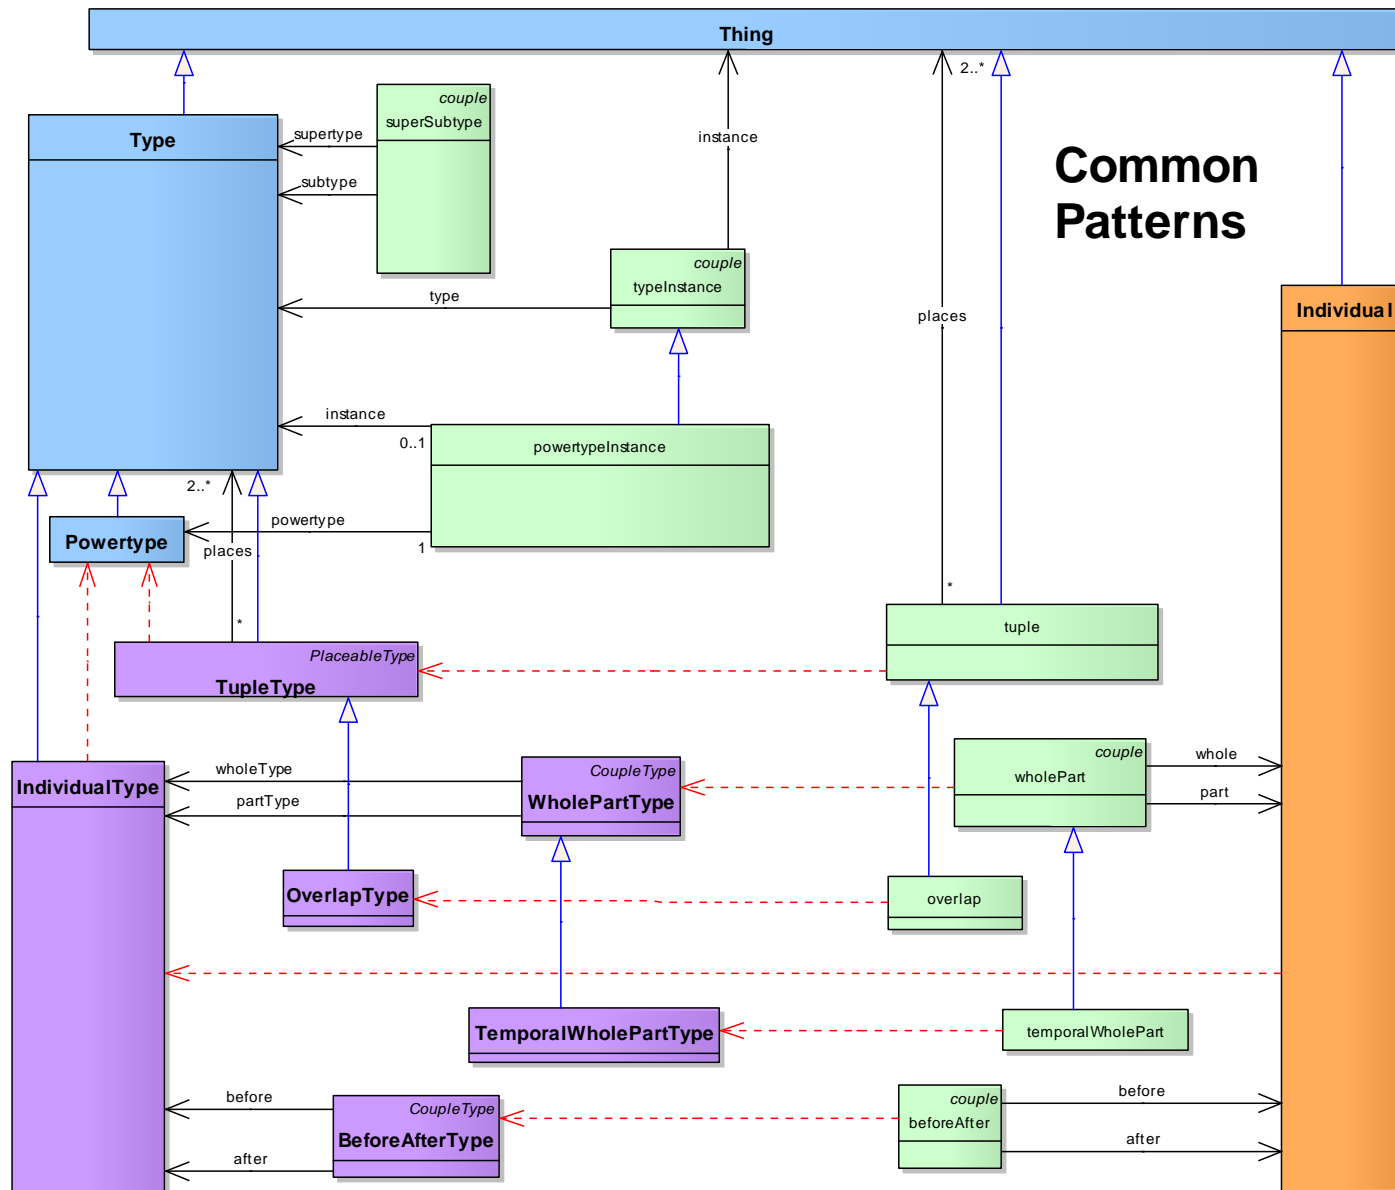 Thing
couple
superSubtype
2..*
Type
supertype
subtype
instance
Common
Patterns
couple
typeInstance
type
places
Individual
instance
0..1
powertypeInstance
2..*
powertype
1
Powertype
places
*
*
tuple
PlaceableType
TupleType
couple
wholePart
whole
part
wholeType
partType
CoupleType
WholePartType
IndividualType
OverlapType
overlap
TemporalWholePartType
temporalWholePart
before
after
CoupleType
BeforeAfterType
couple
beforeAfter
before
after